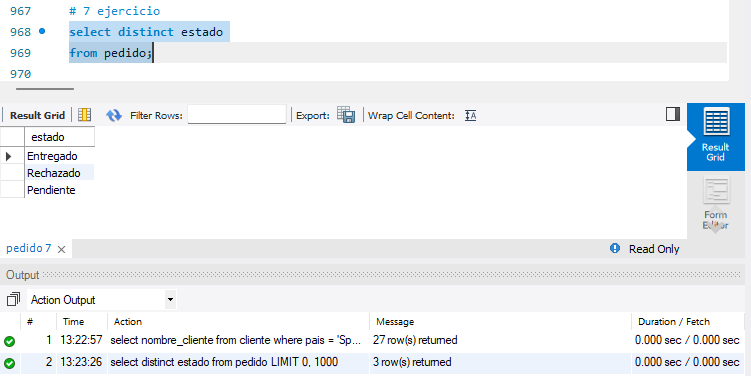 967 # 7 ejercicio
968 select distinct estado
969 from pedido;
970
Result Grid Filter Rows: Export: Wrap Cell Content:
estado
Entregado
Rechazado
Pendiente
Result
Grid
Form
Editor
pedido 7 Read Only
Output
Action Output
# Time Action Message Duration / Fetch
1 13:22:57 select nombre_cliente from cliente where pais = 'Sp... 27 row(s) returned 0.000 sec / 0.000 sec
2 13:23:26 select distinct estado from pedido LIMIT 0, 1000 3 row(s) returned 0.000 sec / 0.000 sec